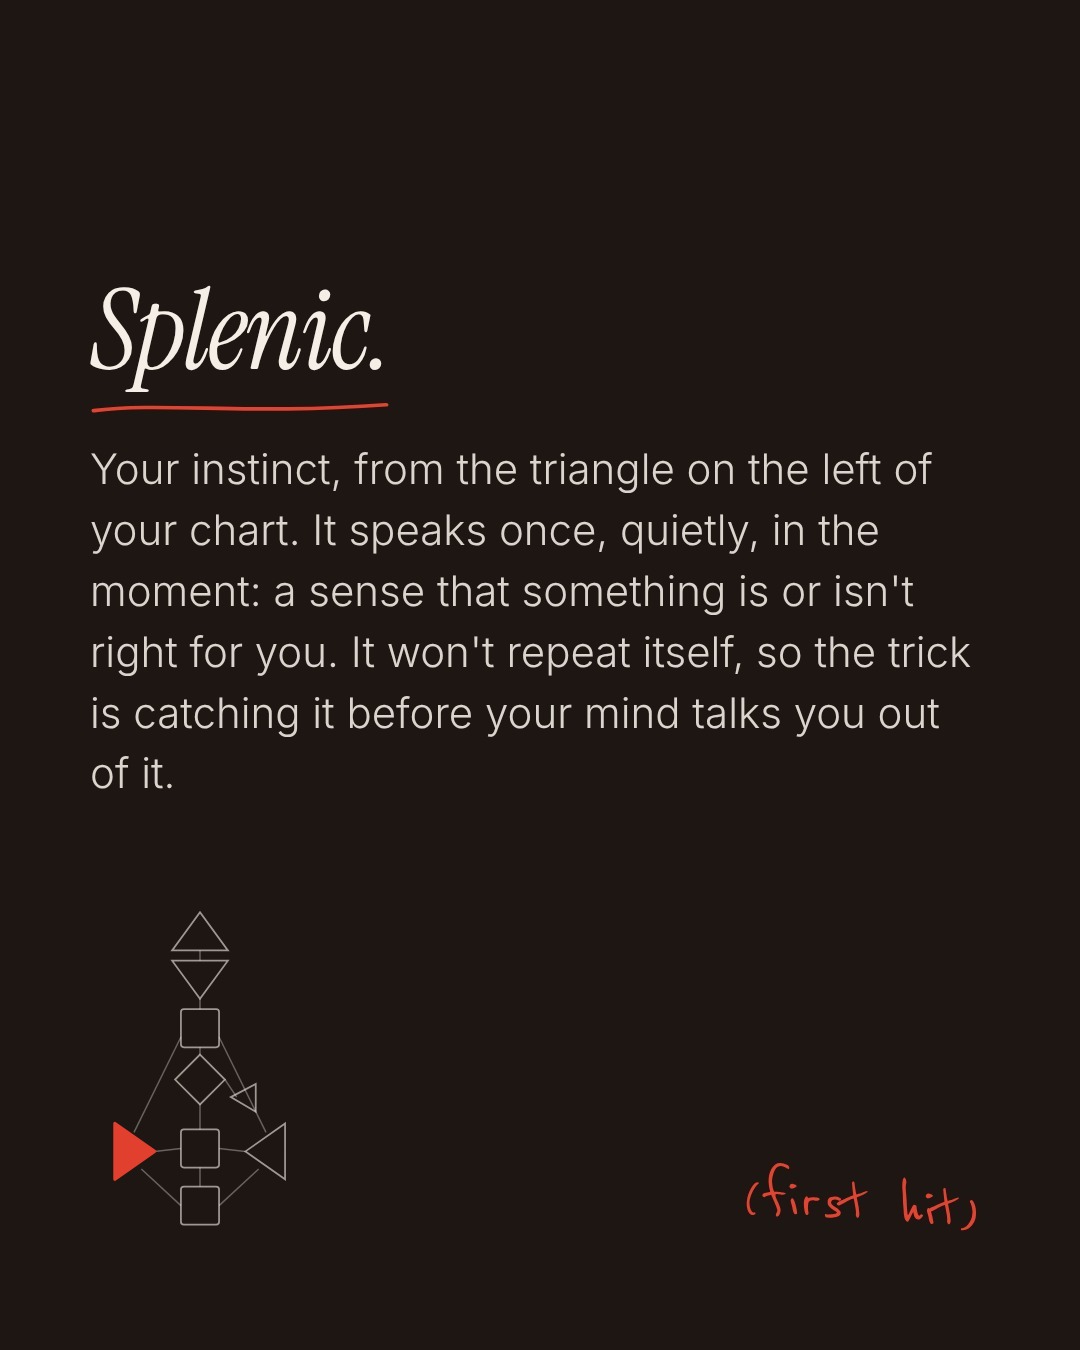 Splenic.
Your instinct, from the triangle on the left of
your chart. It speaks once, quietly, in the
moment: a sense that something is or isn't
right for you. It won't repeat itself, so the trick
is catching it before your mind talks you out
of it.
(first hit)